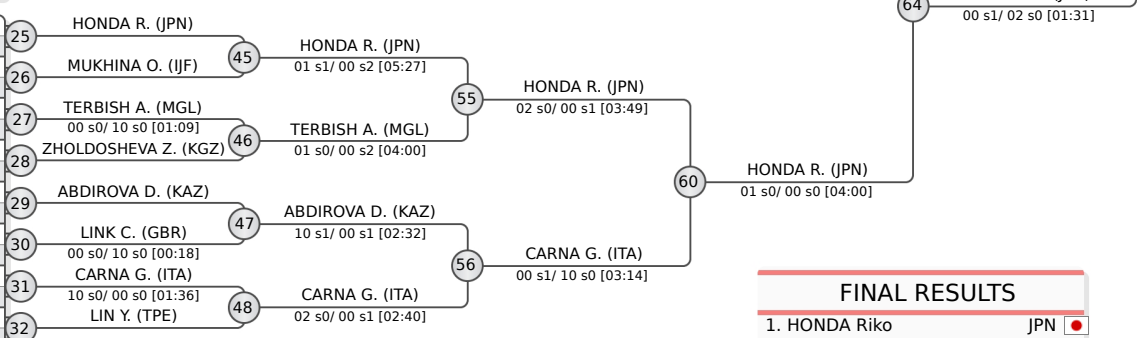 25
HONDA R. (JPN)
26
MUKHINA O. (IJF)
27
TERBISH A. (MGL)
00 s0/ 10 s0 [01:09]
28
ZHOLDOSHEVA Z. (KGZ)
29
ABDIROVA D. (KAZ)
30
LINK C. (GBR)
00 s0/ 10 s0 [00:18]
31
CARNA G. (ITA)
10 s0/ 00 s0 [01:36]
32
LIN Y. (TPE)
45
HONDA R. (JPN)
01 s1/ 00 s2 [05:27]
46
TERBISH A. (MGL)
01 s0/ 00 s2 [04:00]
47
ABDIROVA D. (KAZ)
10 s1/ 00 s1 [02:32]
48
CARNA G. (ITA)
02 s0/ 00 s1 [02:40]
55
HONDA R. (JPN)
02 s0/ 00 s1 [03:49]
56
CARNA G. (ITA)
00 s1/ 10 s0 [03:14]
60
HONDA R. (JPN)
01 s0/ 00 s0 [04:00]
64
00 s1/ 02 s0 [01:31]
FINAL RESULTS
1. HONDA Riko JPN